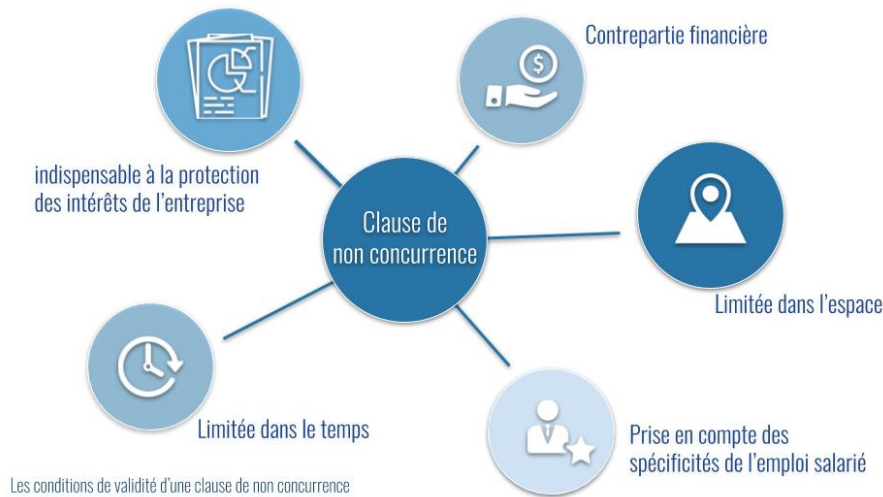 Contrepartie financière
indispensable à la protection
des intérêts de l'entreprise
Clause de
non concurrence
$
Limitée dans l'espace
Limitée dans le temps
Prise en compte des
spécificités de l'emploi salarié
Les conditions de validité d'une clause de non concurrence